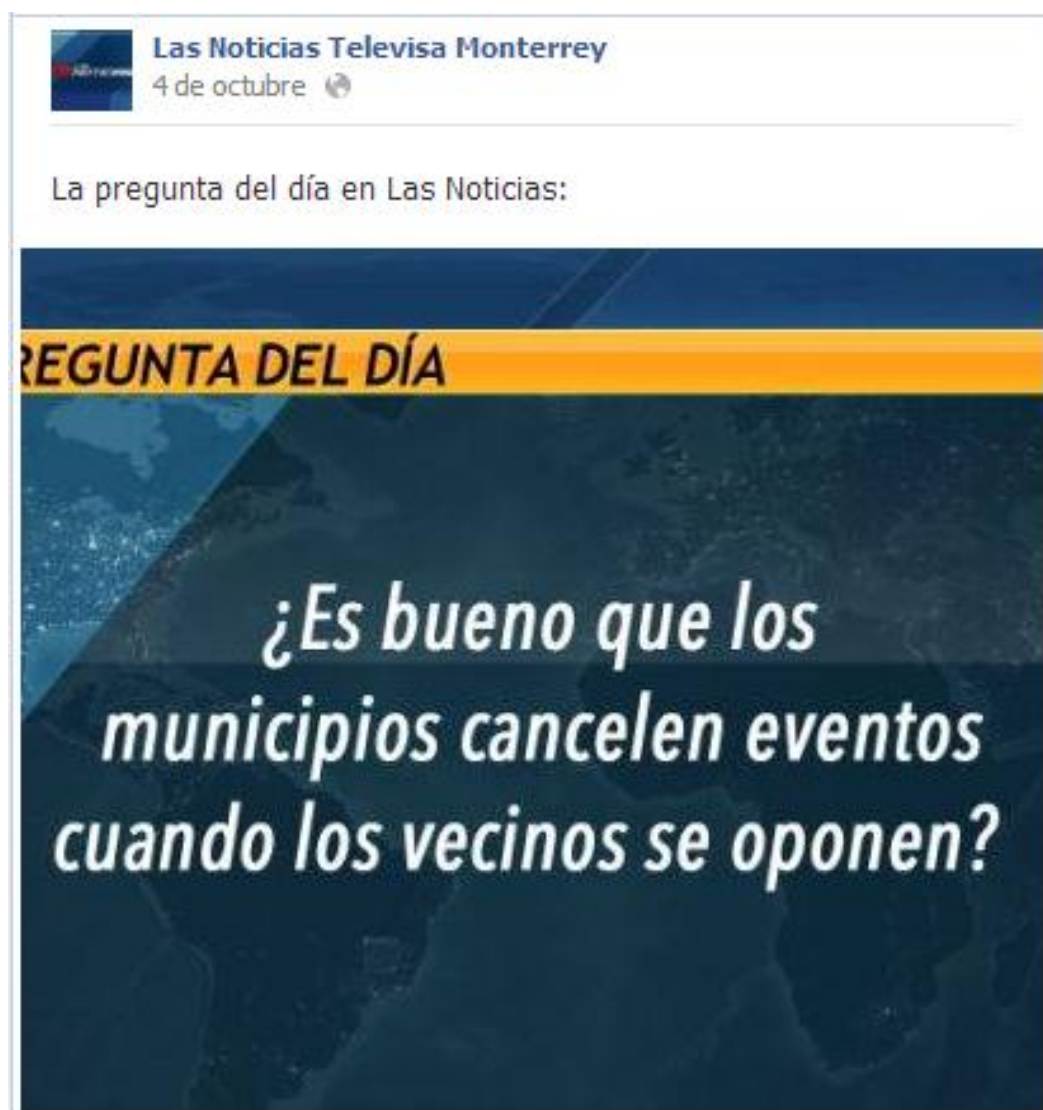 Las Noticias Televisa Monterrey
4 de octubre
La pregunta del día en Las Noticias:
REGUNTA DEL DÍA
¿Es bueno que los
municipios cancelen eventos
cuando los vecinos se oponen?